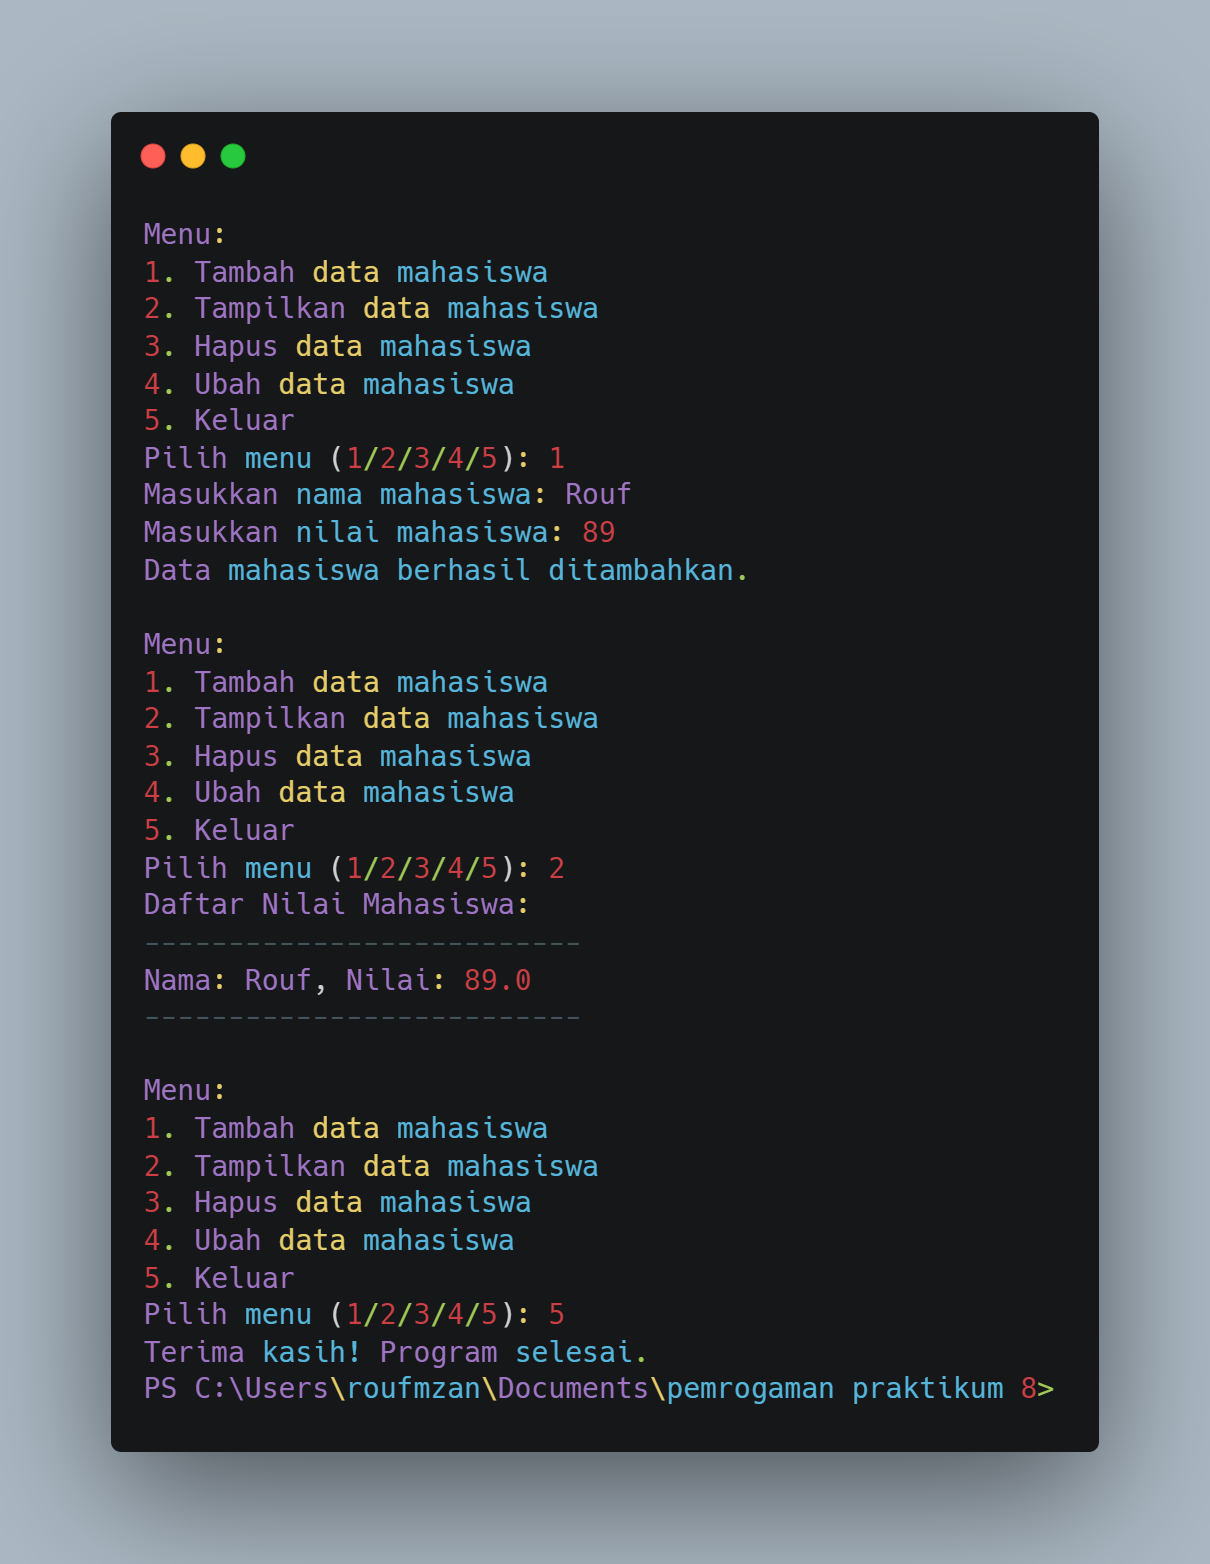 Menu:
1. Tambah data mahasiswa
2. Tampilkan data mahasiswa
3. Hapus data mahasiswa
4. Ubah data mahasiswa
5. Keluar
Pilih menu (1/2/3/4/5): 1
Masukkan nama mahasiswa: Rouf
Masukkan nilai mahasiswa: 89
Data mahasiswa berhasil ditambahkan.

Menu:
1. Tambah data mahasiswa
2. Tampilkan data mahasiswa
3. Hapus data mahasiswa
4. Ubah data mahasiswa
5. Keluar
Pilih menu (1/2/3/4/5): 2
Daftar Nilai Mahasiswa:
--------------------------
Nama: Rouf, Nilai: 89.0
--------------------------

Menu:
1. Tambah data mahasiswa
2. Tampilkan data mahasiswa
3. Hapus data mahasiswa
4. Ubah data mahasiswa
5. Keluar
Pilih menu (1/2/3/4/5): 5
Terima kasih! Program selesai.
PS C:\Users\roufmzan\Documents\pemrogaman praktikum 8>